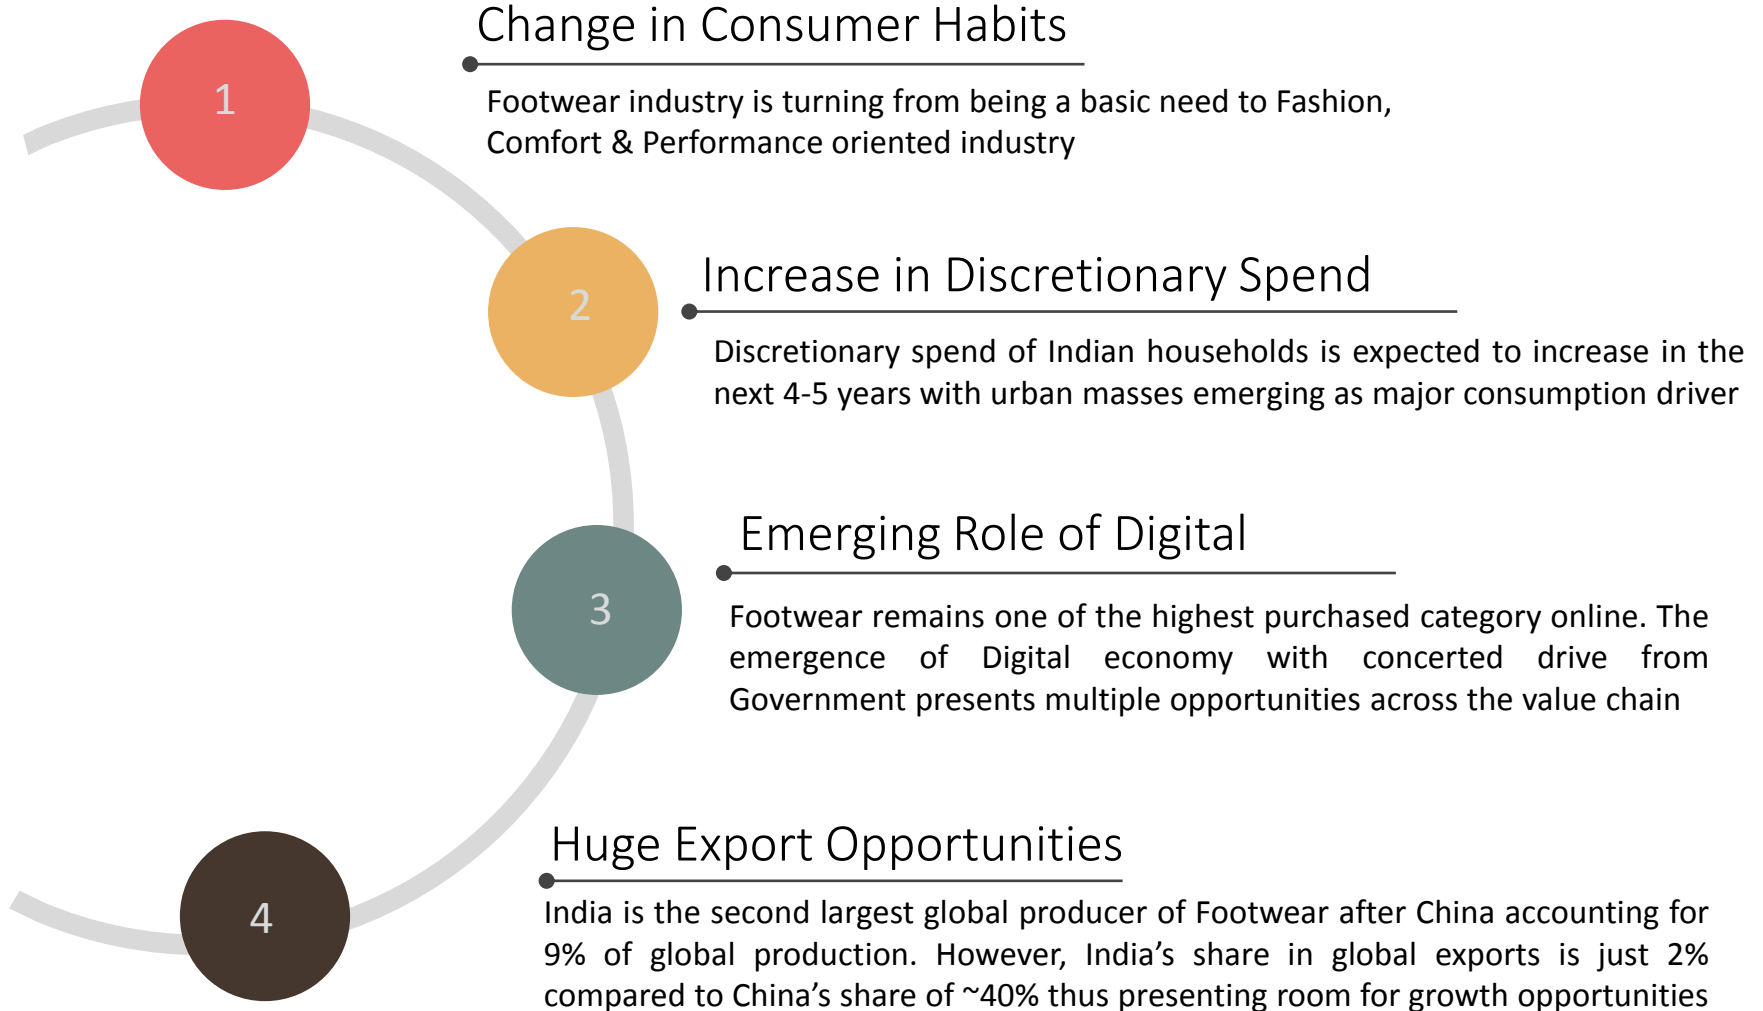 1
Change in Consumer Habits
Footwear industry is turning from being a basic need to Fashion,
Comfort & Performance oriented industry
2
Increase in Discretionary Spend
Discretionary spend of Indian households is expected to increase in the
next 4-5 years with urban masses emerging as major consumption driver
3
Emerging Role of Digital
Footwear remains one of the highest purchased category online. The
emergence of Digital economy with concerted drive from
Government presents multiple opportunities across the value chain
4
Huge Export Opportunities
India is the second largest global producer of Footwear after China accounting for
9% of global production. However, India’s share in global exports is just 2%
compared to China’s share of ~40% thus presenting room for growth opportunities